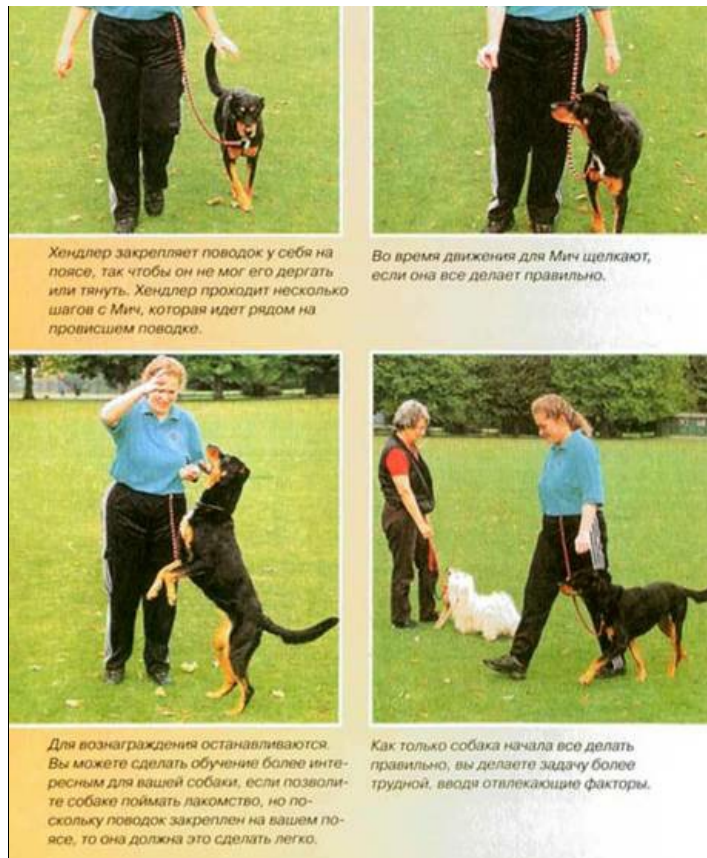 Хендлер закрепляет поводок у себя на
поясе, так чтобы он не мог его дергать
или тянуть. Хендлер проходит несколько
шагов с Мич, которая идет рядом на
провисшем поводке.
Во время движения для Мич щелкают,
если она все делает правильно.
Для вознаграждения останавливаются.
Вы можете сделать обучение более инте-
ресным для вашей собаки, если позволи-
те собаке поймать лакомство, но по-
скольку поводок закреплен на вашем по-
ясе, то она должна это сделать легко.
Как только собака начала все делать
правильно, вы делаете задачу более
трудной, вводя отвлекающие факторы.